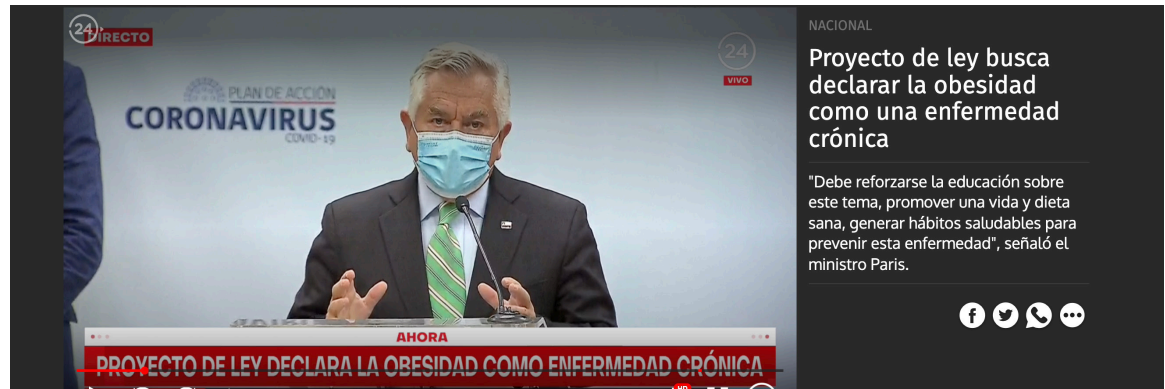 24
DIRECTO
24
VIVO
PLAN DE ACCIÓN
CORONAVIRUS
COVID-19
AHORA
PROYECTO DE LEY DECLARA LA OBESIDAD COMO ENFERMEDAD CRÓNICA
HD
NACIONAL
Proyecto de ley busca
declarar la obesidad
como una enfermedad
crónica
"Debe reforzarse la educación sobre
este tema, promover una vida y dieta
sana, generar hábitos saludables para
prevenir esta enfermedad", señaló el
ministro Paris.